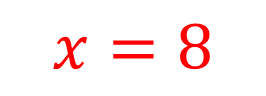 x = 8